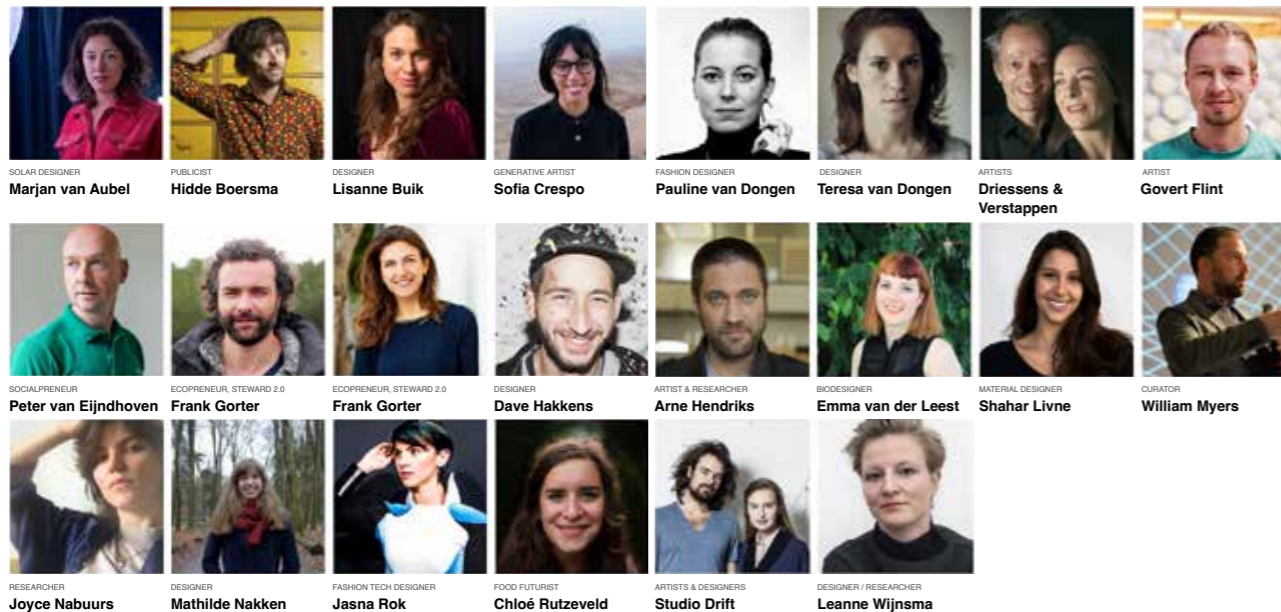 SOLAR DESIGNER
Marjan van Aubel
PUBLICIST
Hidde Boersma
DESIGNER
Lisanne Buik
GENERATIVE ARTIST
Sofia Crespo
FASHION DESIGNER
Pauline van Dongen
DESIGNER
Teresa van Dongen
ARTISTS
Driessens &
Verstappen
ARTIST
Govert Flint
SOCIALPRENEUR
Peter van Eijndhoven
ECOPRENEUR, STEWARD 2.0
Frank Gorter
ECOPRENEUR, STEWARD 2.0
Frank Gorter
DESIGNER
Dave Hakkens
ARTIST & RESEARCHER
Arne Hendriks
BIODESIGNER
Emma van der Leest
MATERIAL DESIGNER
Shahar Livne
CURATOR
William Myers
RESEARCHER
Joyce Nabuurs
DESIGNER
Mathilde Nakken
FASHION TECH DESIGNER
Jasna Rok
FOOD FUTURIST
Chloé Rutzeveld
ARTISTS & DESIGNERS
Studio Drift
DESIGNER / RESEARCHER
Leanne Wijnsma